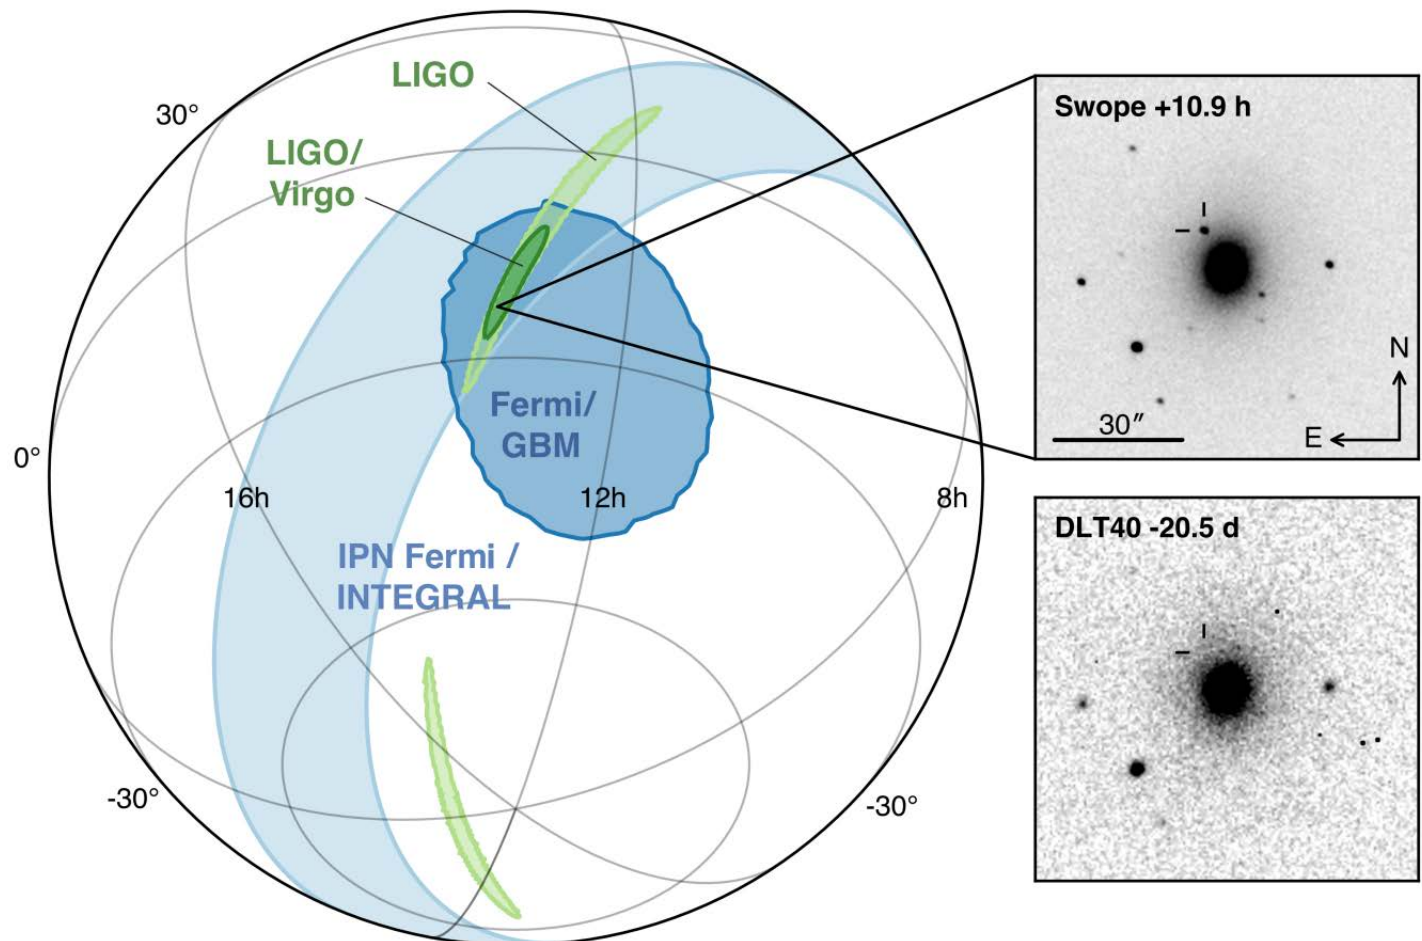 LIGO
30°
LIGO/
Virgo
Fermi/
GBM
0°
16h
12h
8h
IPN Fermi /
INTEGRAL
-30°
-30°
Swope +10.9 h
N
30″
E
DLT40 -20.5 d